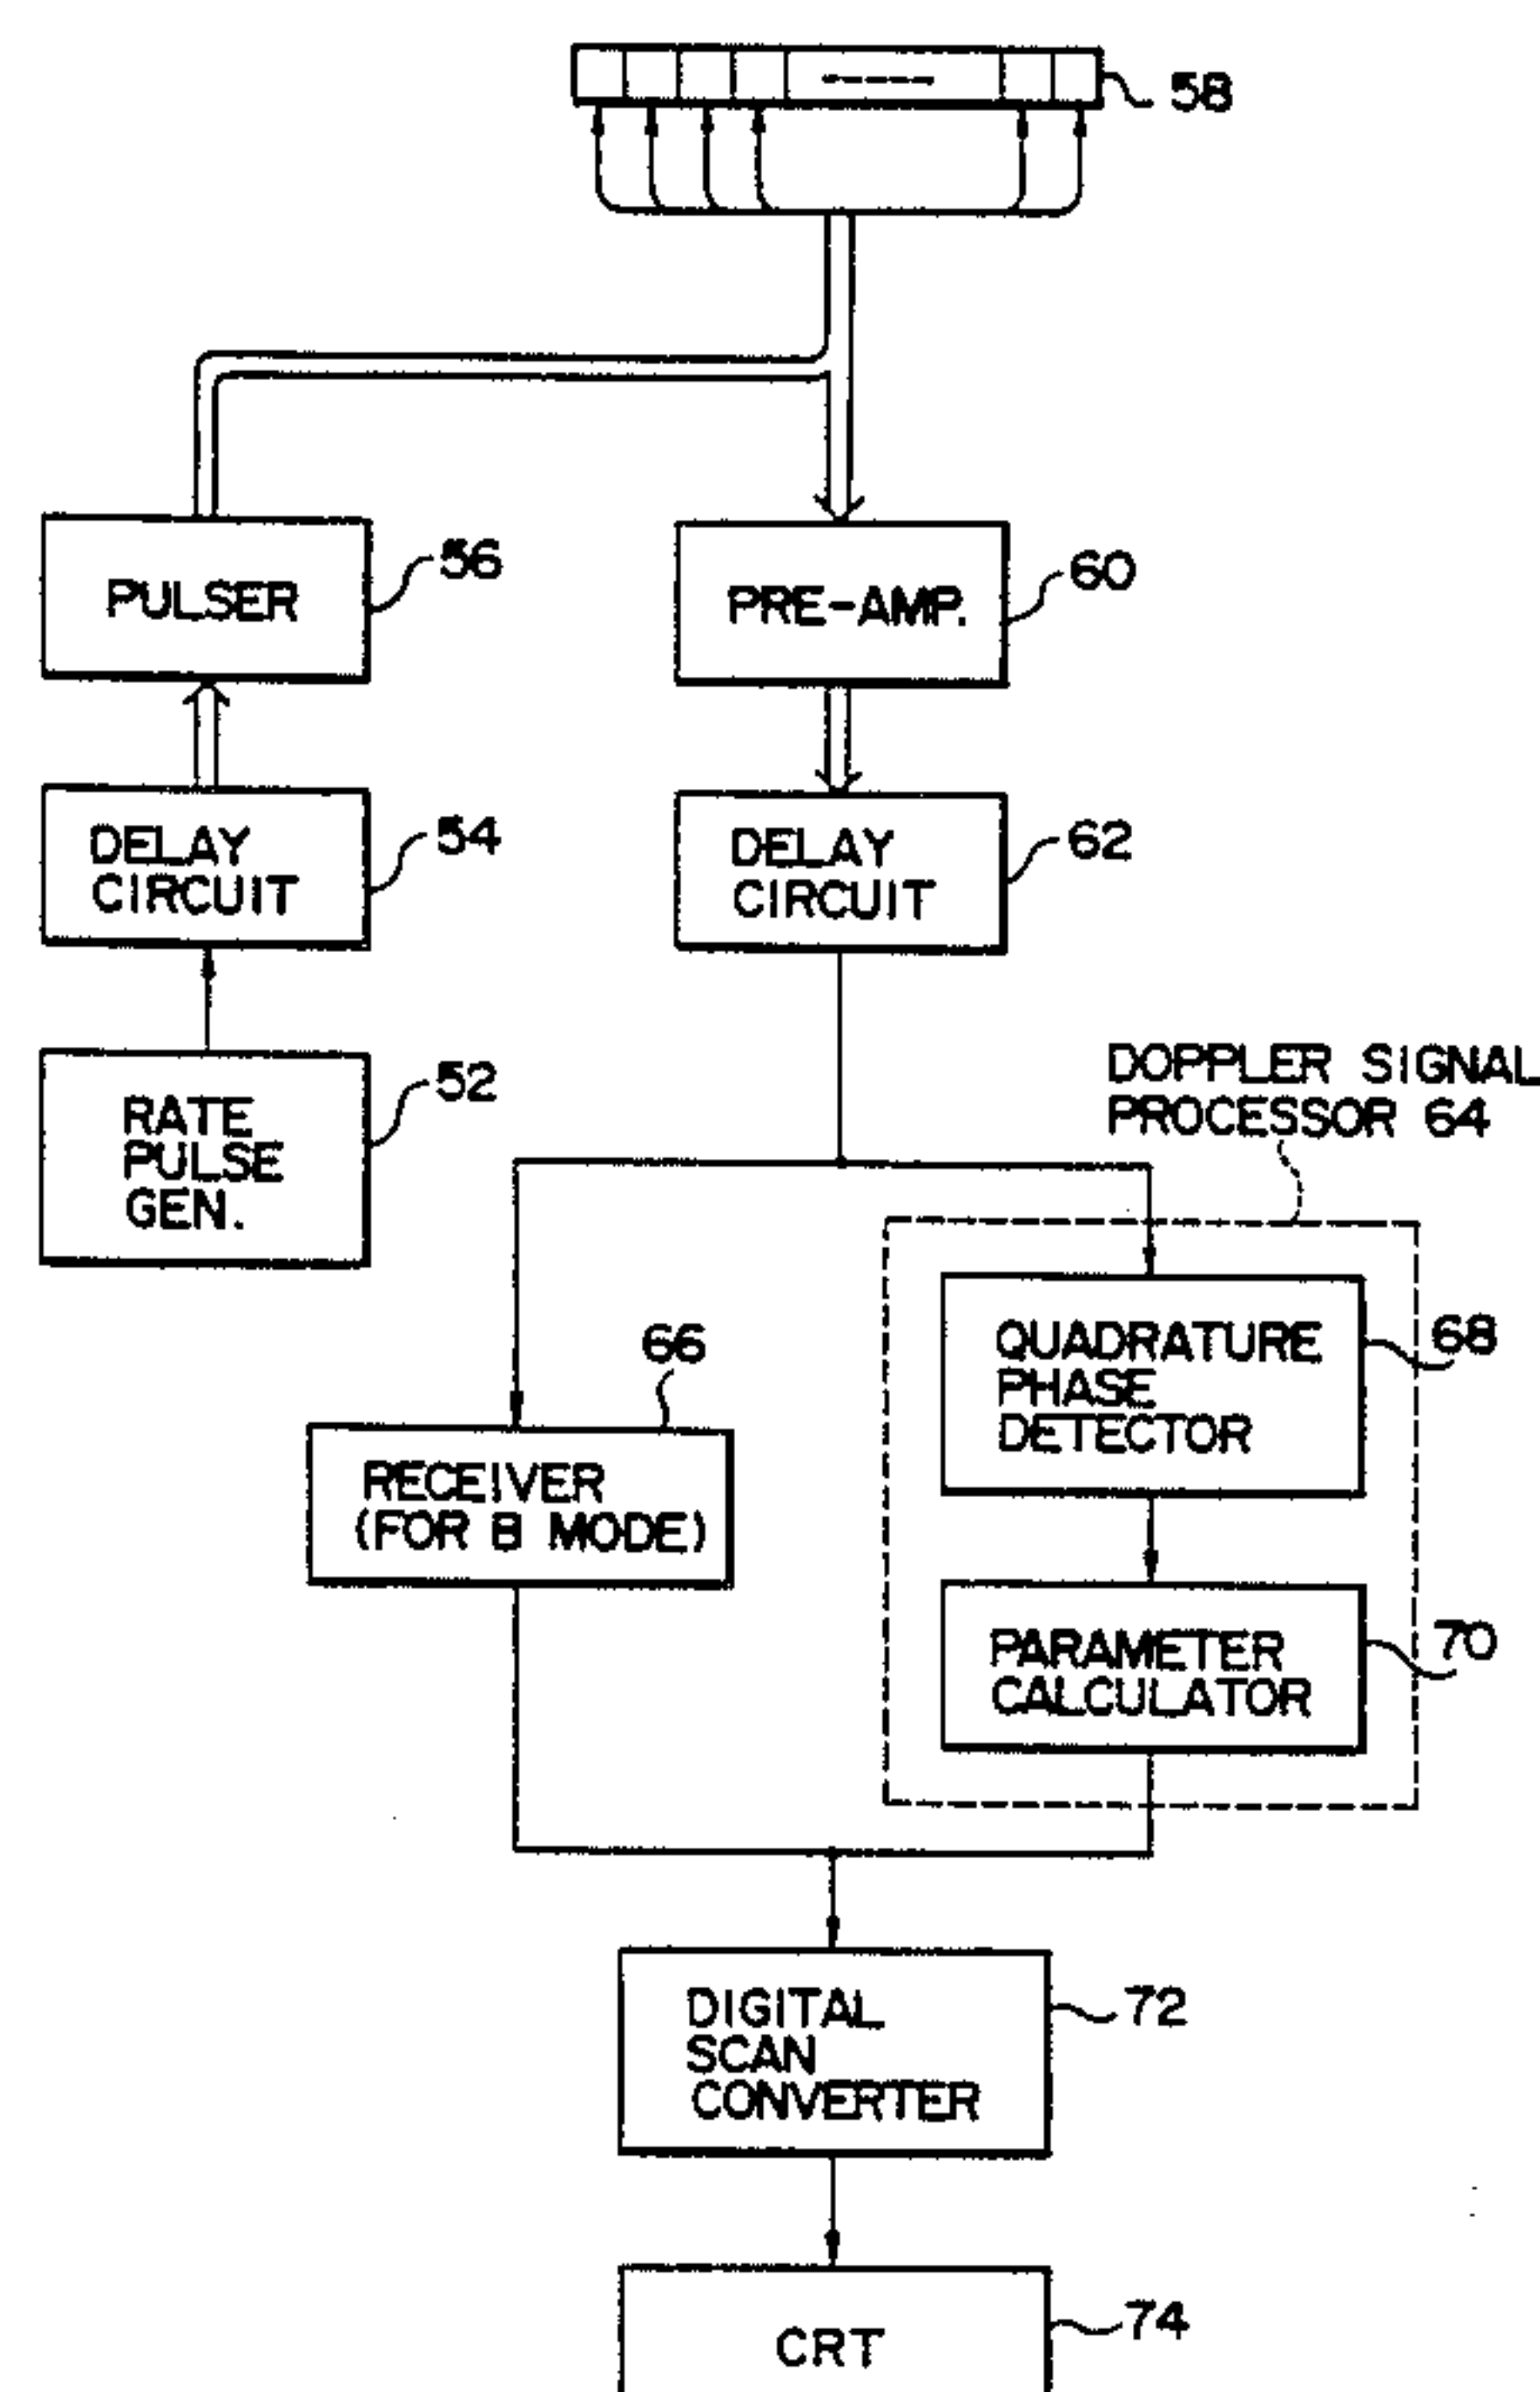 58
PULSER
56
PRE-AMP.
60
DELAY
CIRCUIT
54
DELAY
CIRCUIT
62
RATE
PULSE
GEN.
52
DOPPLER SIGNAL
PROCESSOR 64
66
RECEIVER
(FOR B MODE)
QUADRATURE
PHASE
DETECTOR
68
PARAMETER
CALCULATOR
70
DIGITAL
SCAN
CONVERTER
72
CRT
74